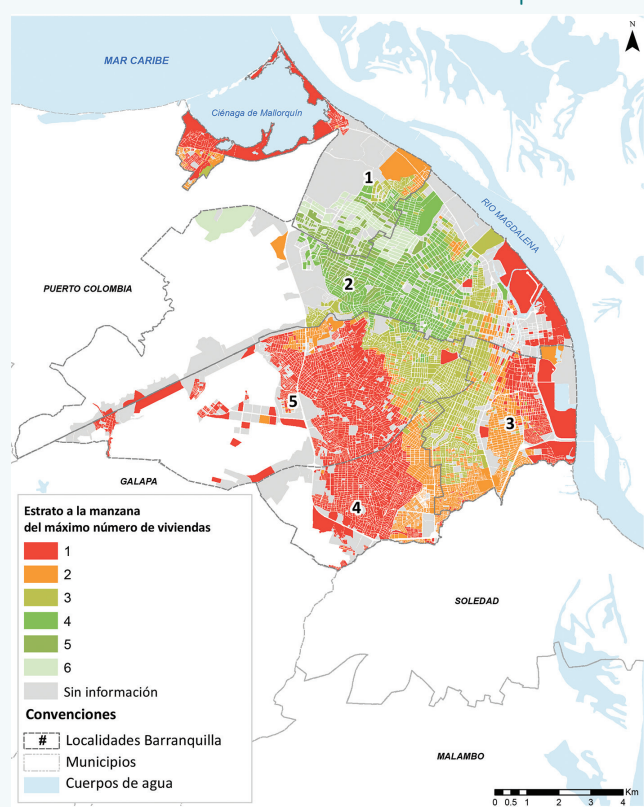 N
MAR CARIBE
Ciénaga de Mallorquín
1
RIO MAGDALENA
2
PUERTO COLOMBIA
5
3
GALAPA
4
Estrato a la manzana
del máximo número de viviendas
1
2
3
4
5
6
Sin información
Convenciones
# Localidades Barranquilla
Municipios
Cuerpos de agua
SOLEDAD
MALAMBO
Km
0 0.5 1 2 3 4